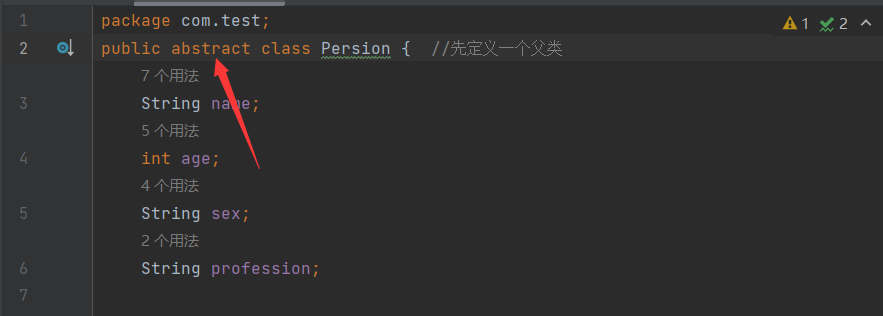 1 package com.test; 1 2
2 public abstract class Persion { //先定义一个父类
7 个用法
3 String name;
5 个用法
4 int age;
4 个用法
5 String sex;
2 个用法
6 String profession;
7